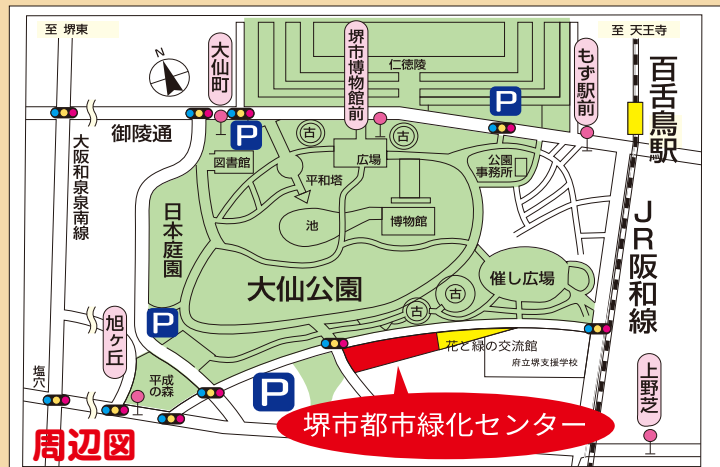 至 堺東
至 天王寺
N
大仙町
堺市博物館前
仁徳陵
もず駅前
百舌鳥駅
P
P
御陵通
古
古
図書館
広場
公園
事務所
平和塔
大阪和泉泉南線
日本庭園
池
博物館
JR阪和線
大仙公園
催し広場
古
古
P
旭ヶ丘
花と緑の交流館
府立堺支援学校
塩穴
平成
の森
P
上野芝
堺市都市緑化センター
周辺図